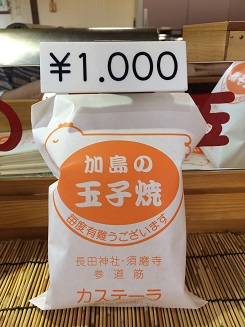 ¥1.000
加島の
玉子焼
毎度有難うございます
長田神社・須磨寺
参道筋
カステーラ